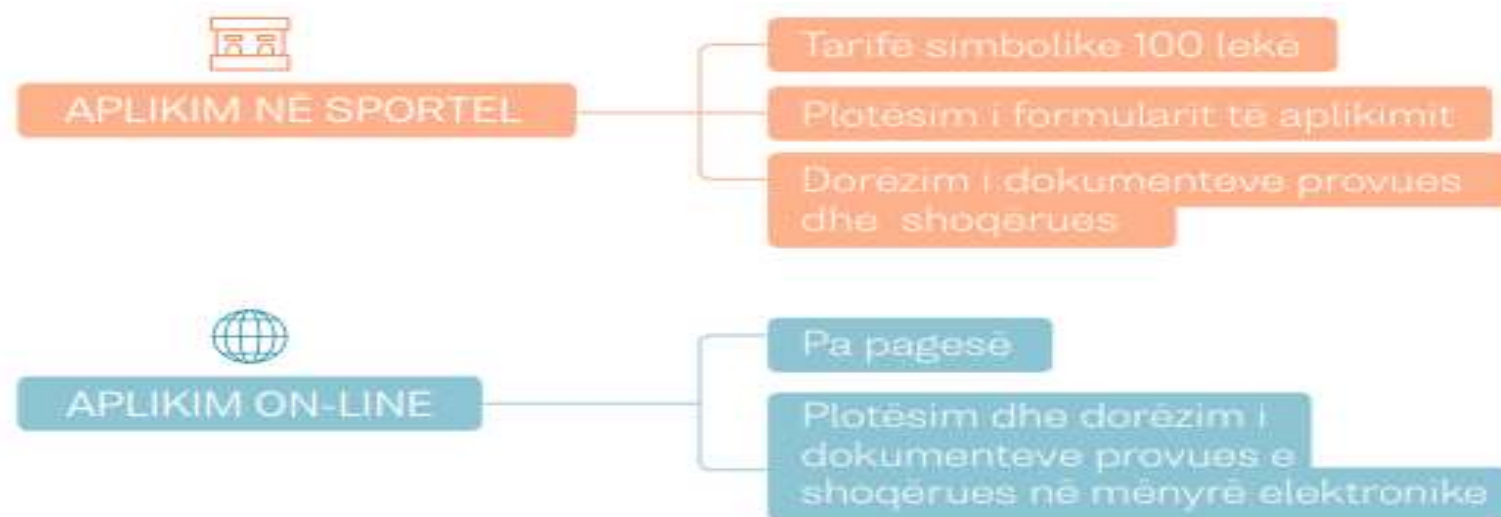 APLIKIM NË SPORTEL
Tarifë simbolike 100 lekë
Plotësim i formularit të aplikimit
Dorëzim i dokumenteve provues
dhe shoqërues
APLIKIM ON-LINE
Pa pagesë
Plotësim dhe dorëzim i
dokumenteve provues e
shoqërues në mënyrë elektronike